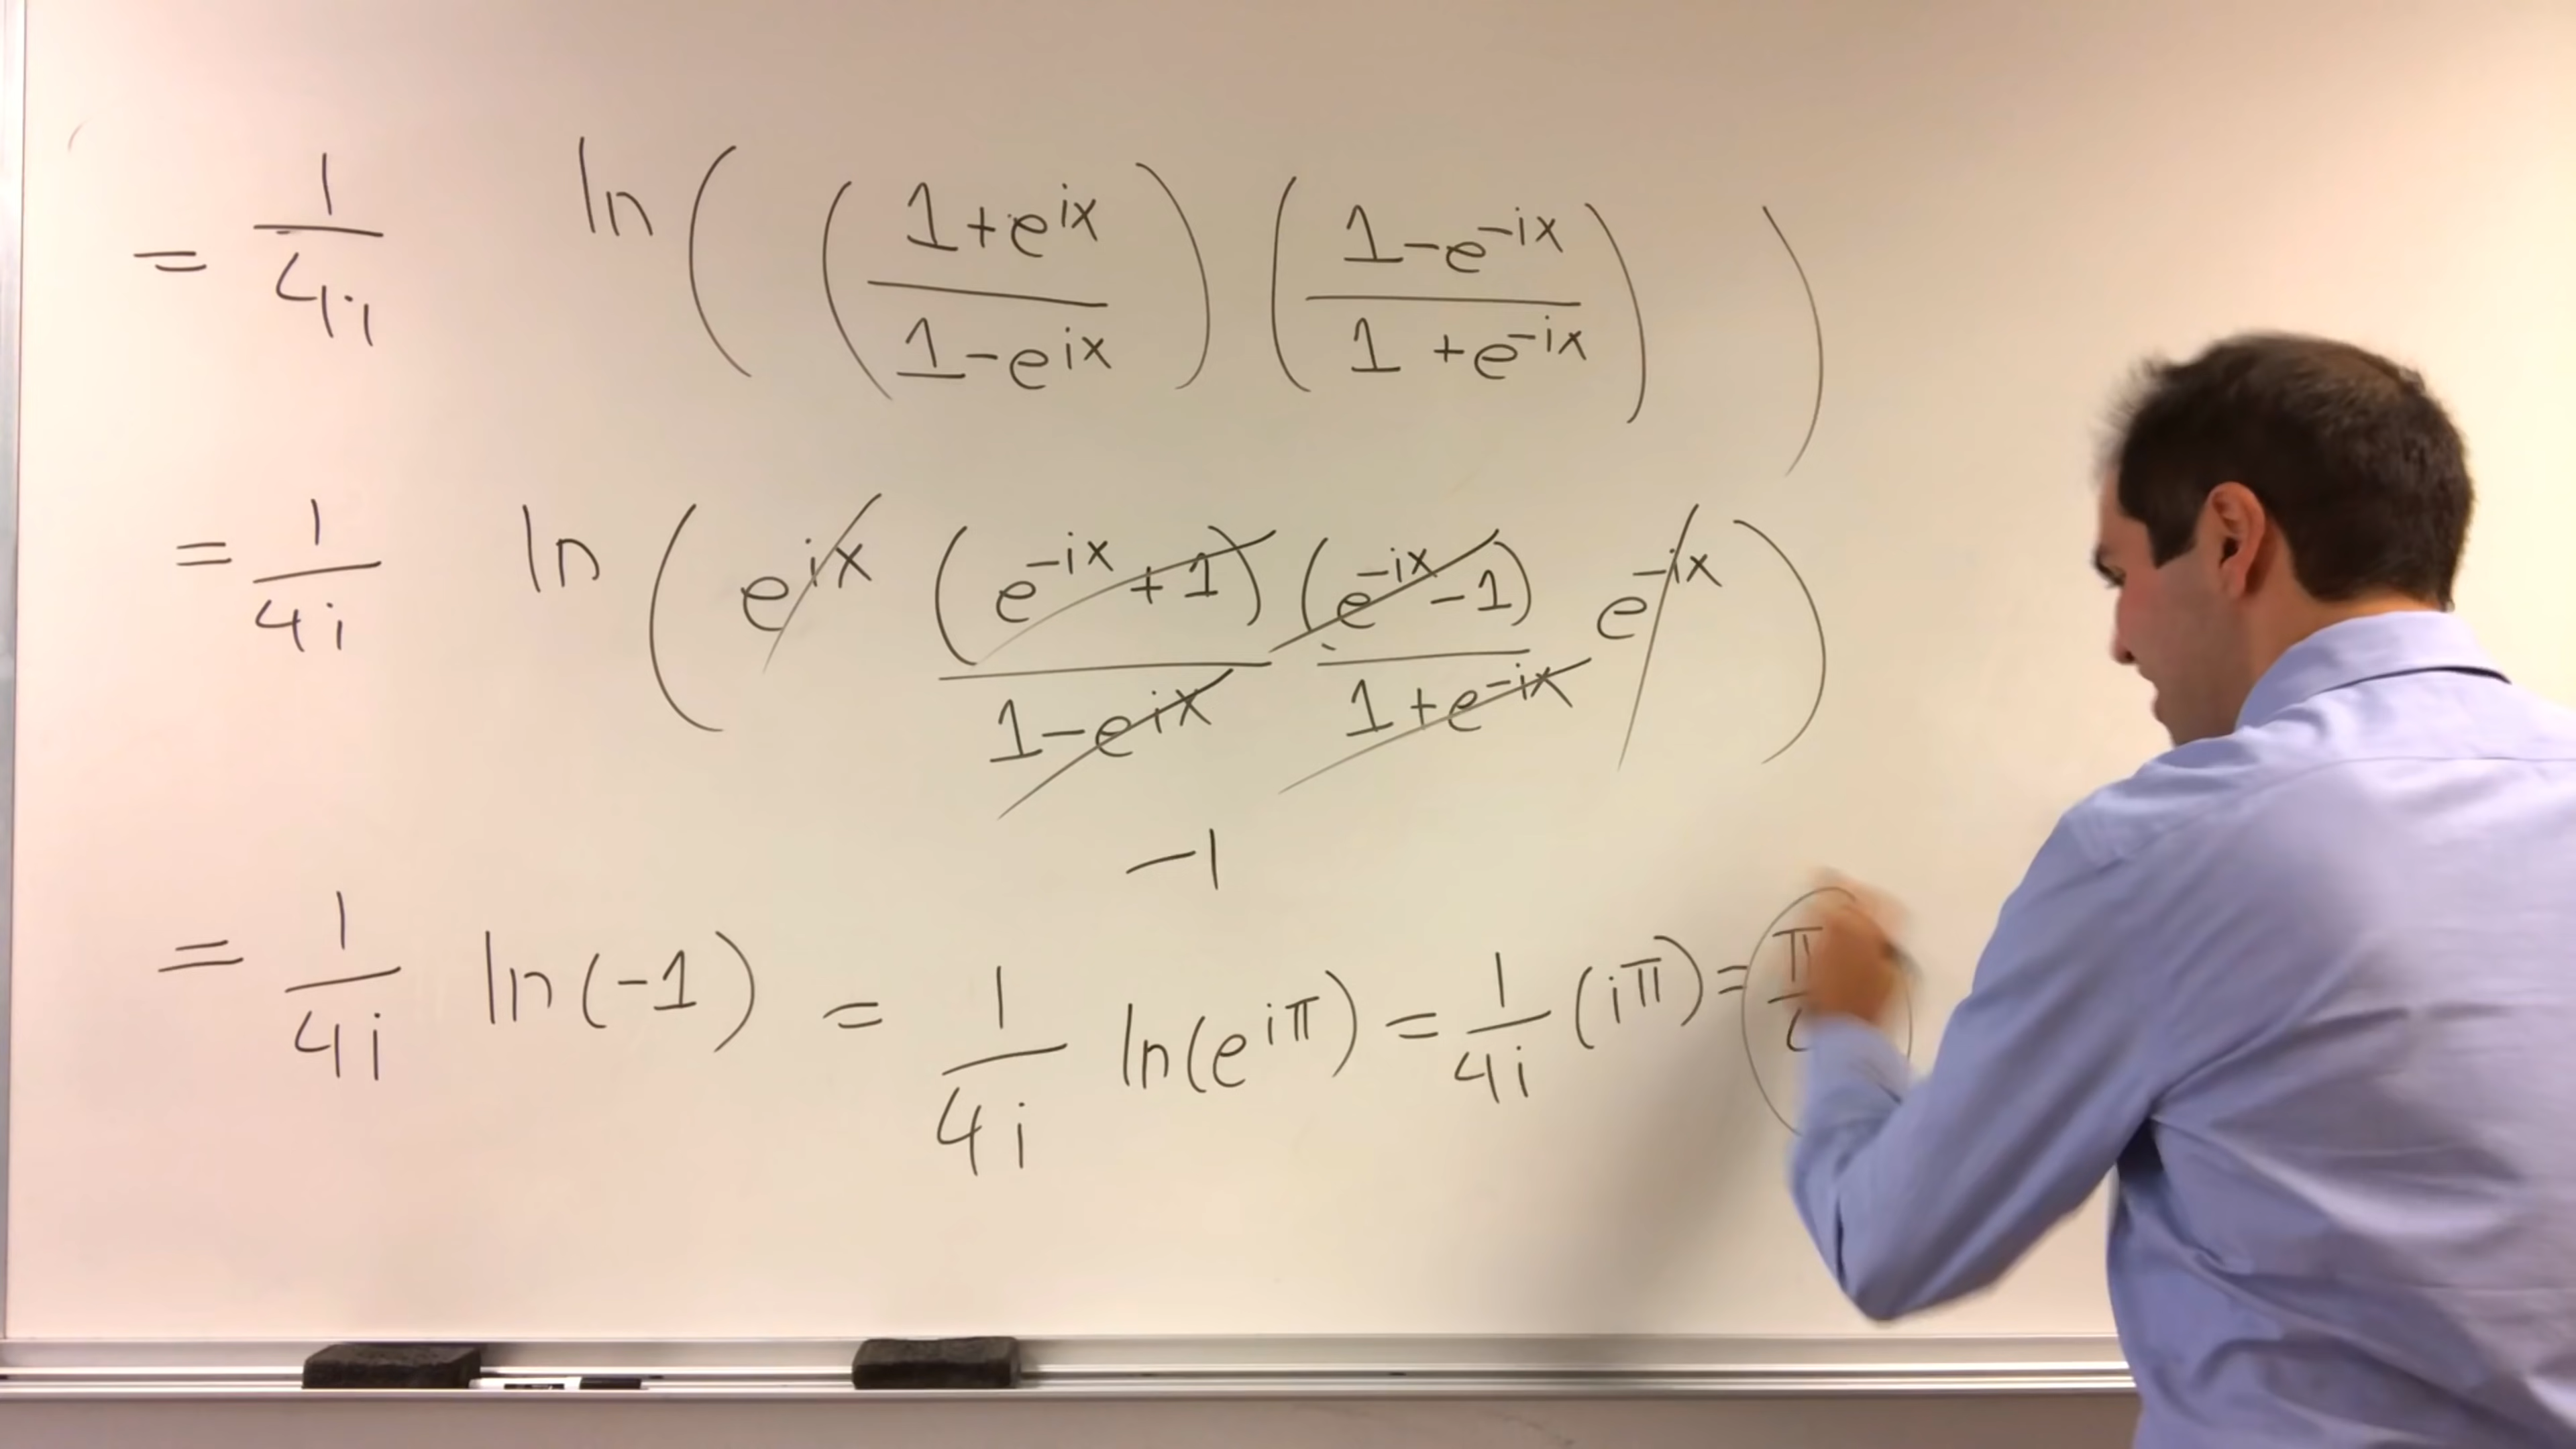 = 1/4i ln( ((1+e^ix)/(1-e^ix)) ((1-e^-ix)/(1+e^-ix)) )
= 1/4i ln( e^ix (e^-ix +1)/(1-e^ix) (e^-ix -1)/(1+e^-ix) e^-ix )
-1
= 1/4i ln(-1) = 1/4i ln(e^iπ) = 1/4i (iπ) = π